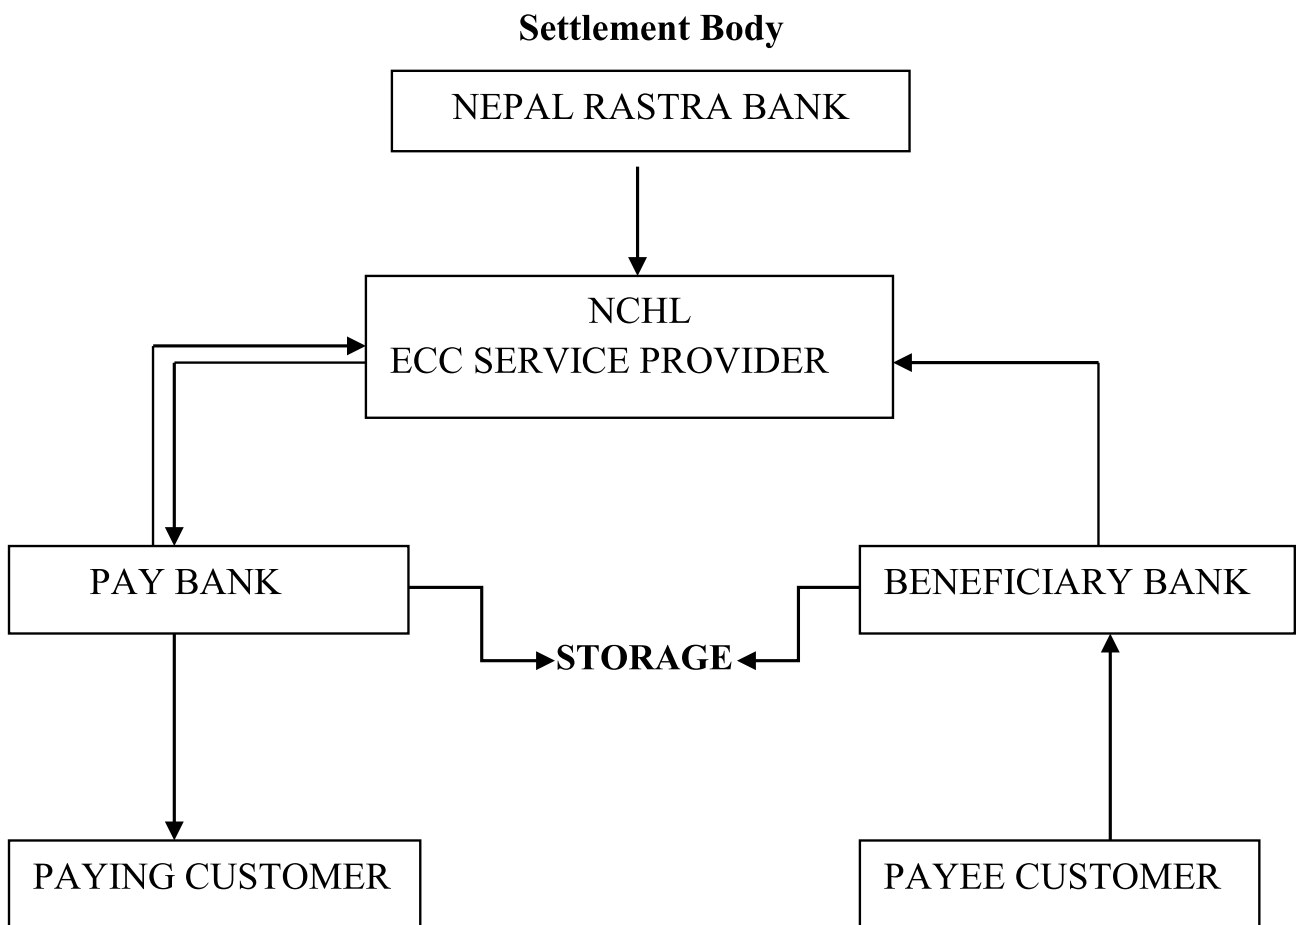 Settlement Body
NEPAL RASTRA BANK
NCHL
ECC SERVICE PROVIDER
PAY BANK
BENEFICIARY BANK
STORAGE
PAYING CUSTOMER
PAYEE CUSTOMER